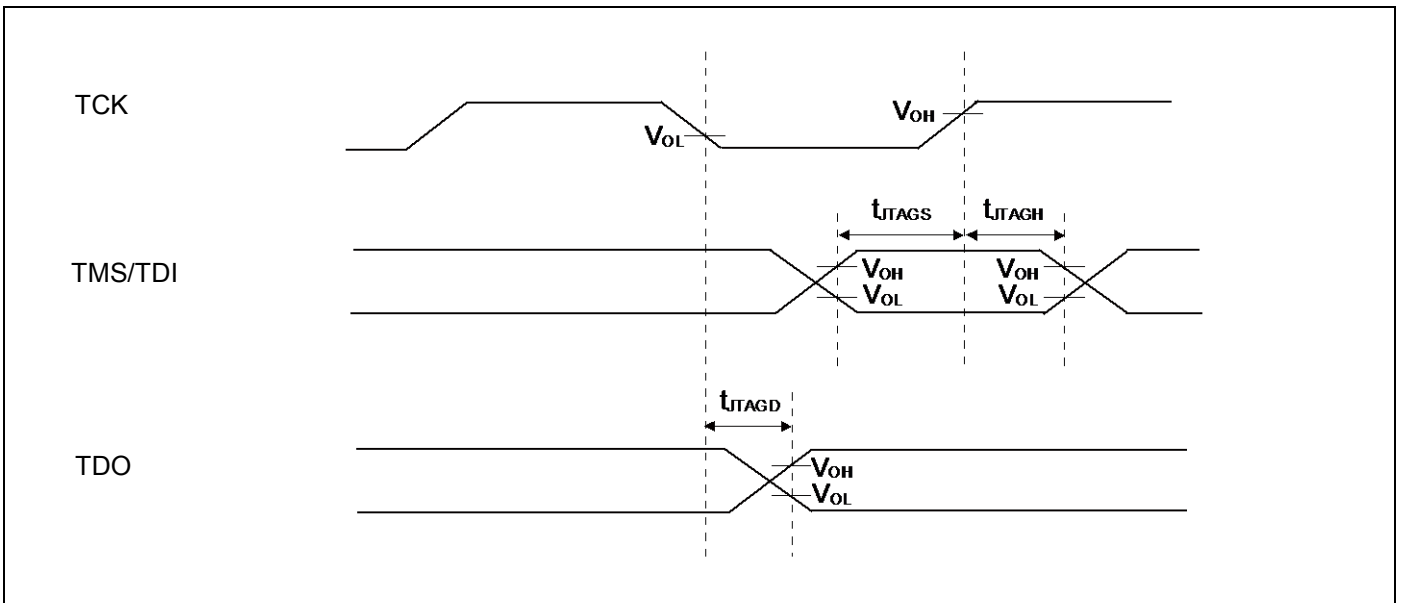 TCK
VOL
VOH
tJTAGS
tJTAGH
TMS/TDI
VOH
VOL
VOH
VOL
tJTAGD
TDO
VOH
VOL